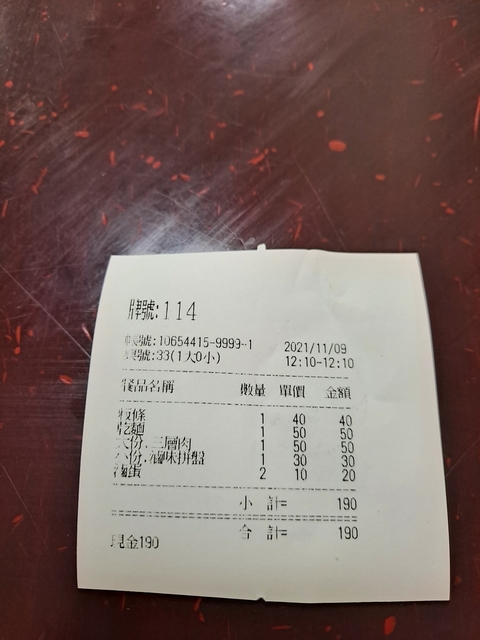 牌號:114
帳號:10654415-9999-1 2021/11/09
桌號:33(1大0小) 12:10-12:10
餐品名稱 數量 單價 金額
粄條 1 40 40
乾麵 1 50 50
大份.三層肉 1 50 50
小份.滷味拼盤 1 30 30
滷蛋 2 10 20
小 計= 190
合 計= 190
現金190